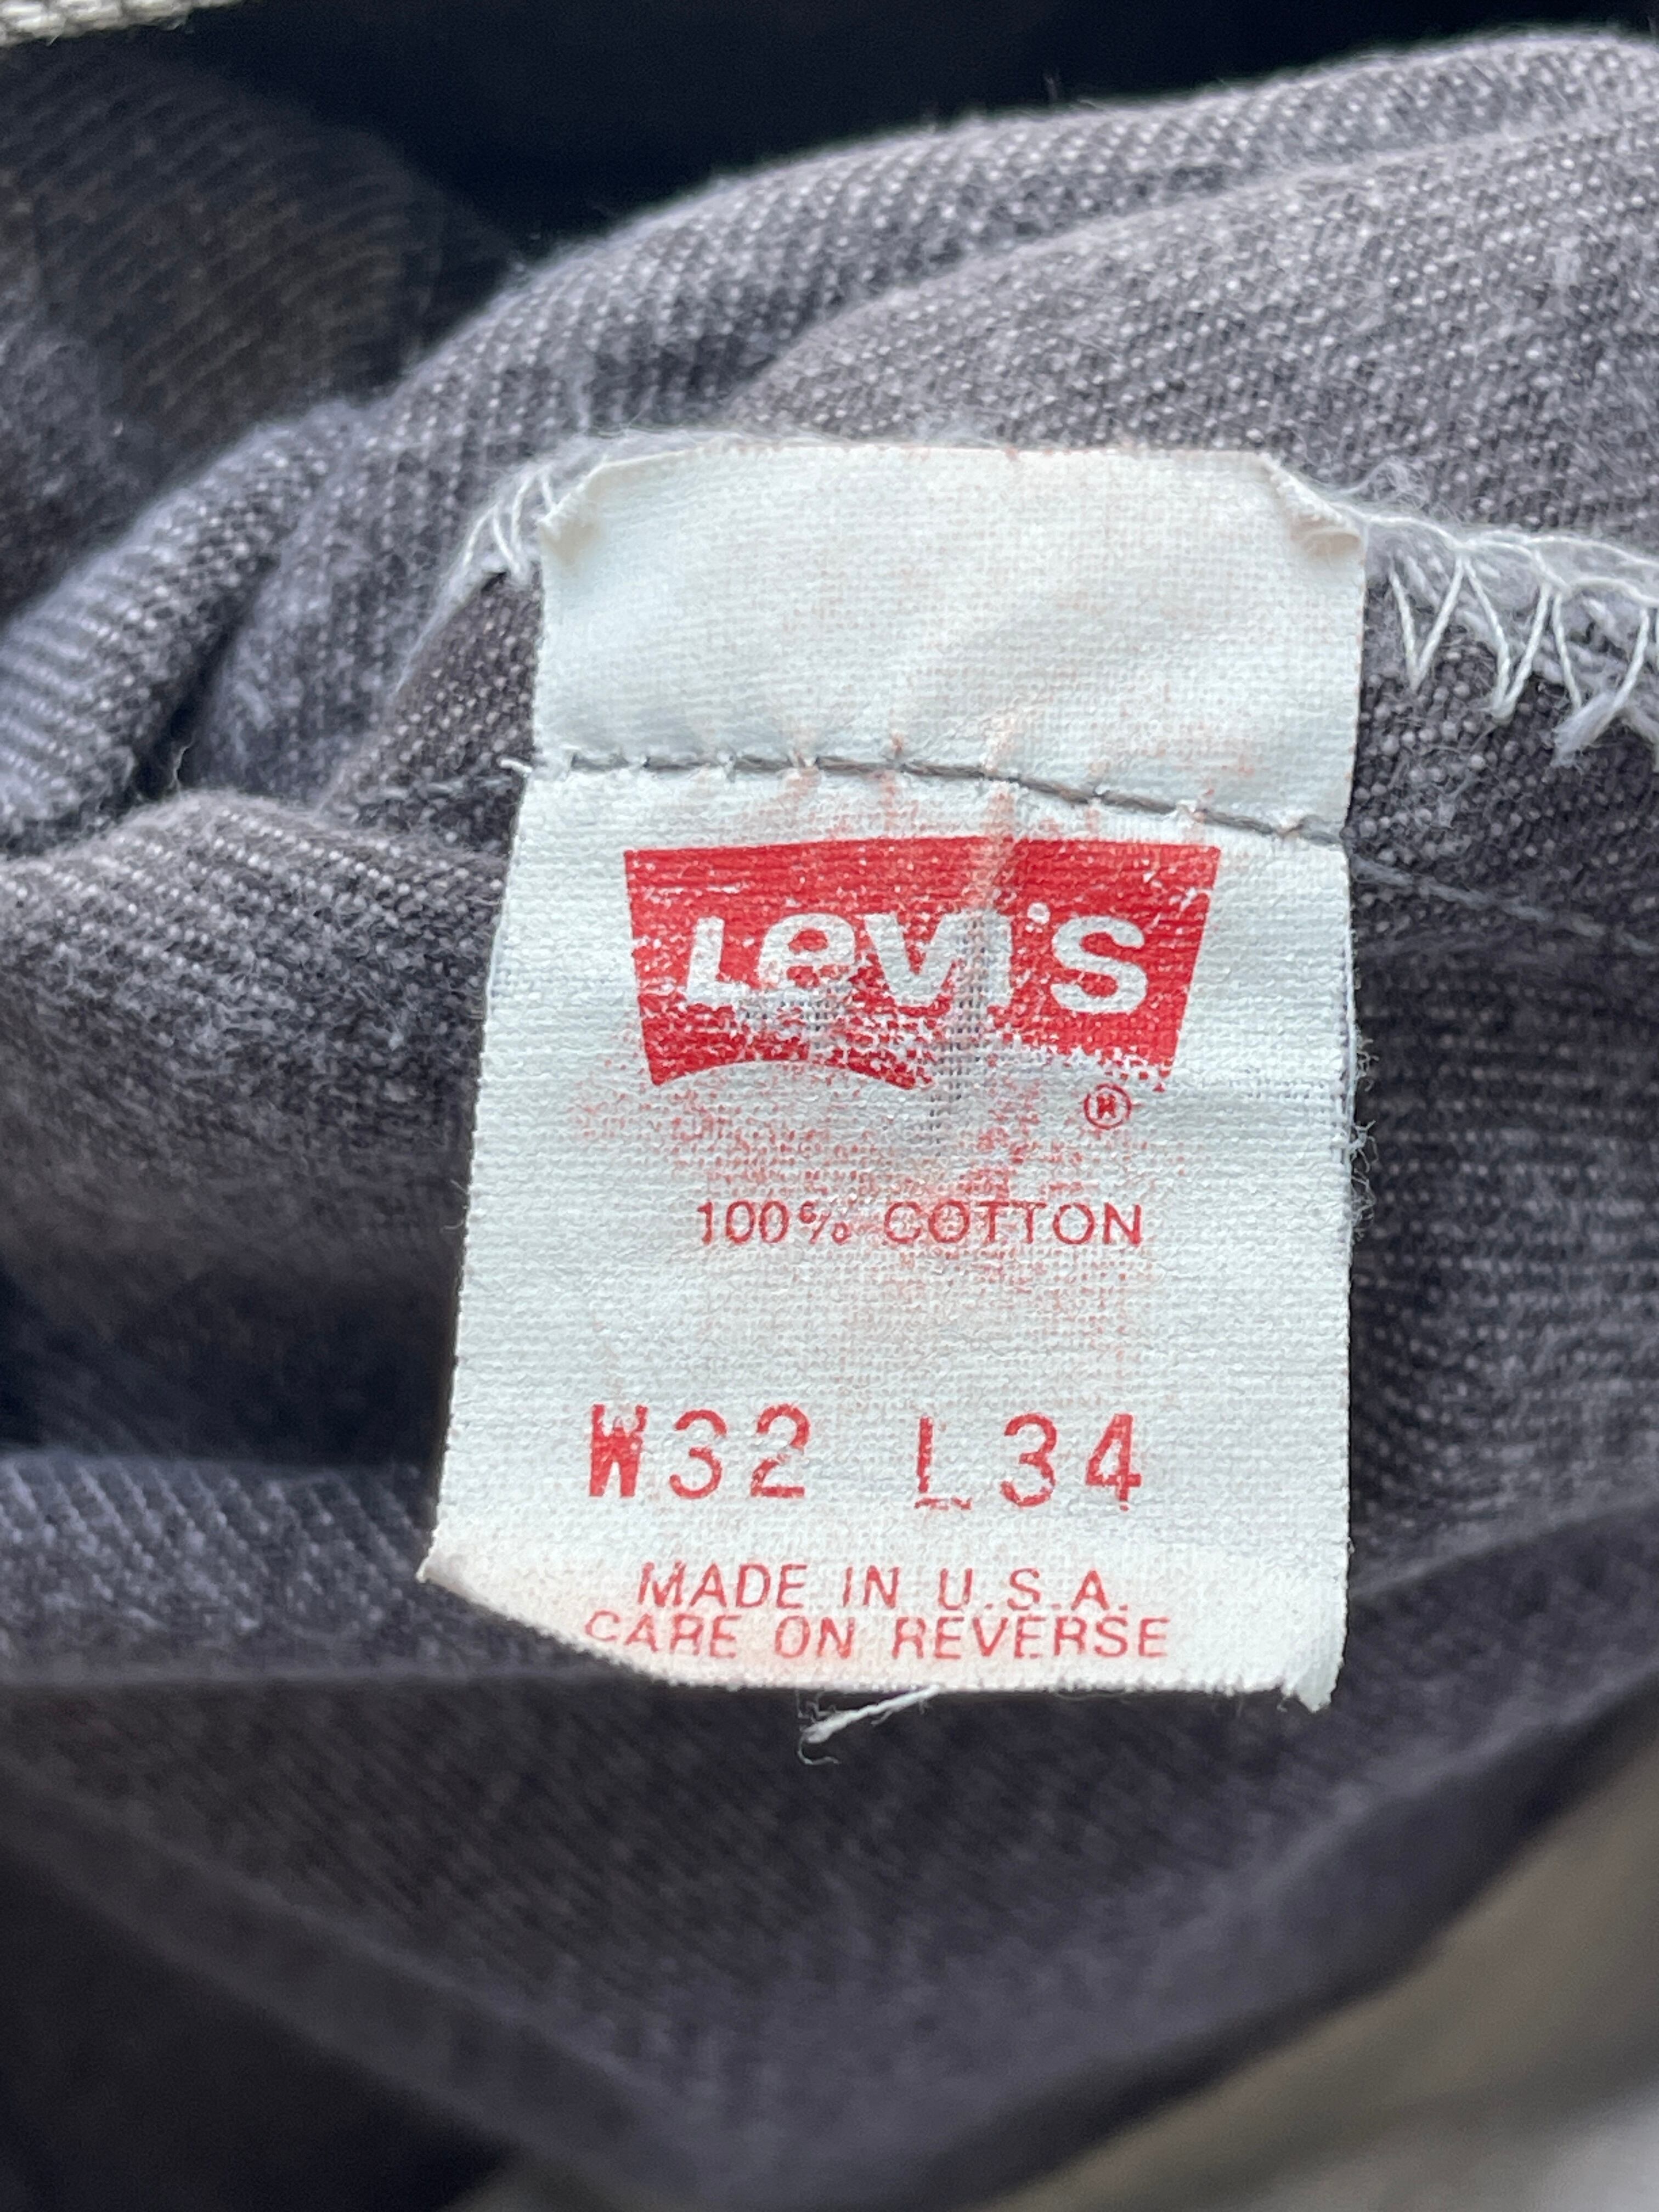 Levi's
®
100% COTTON
W32 L34
MADE IN U.S.A.
CARE ON REVERSE